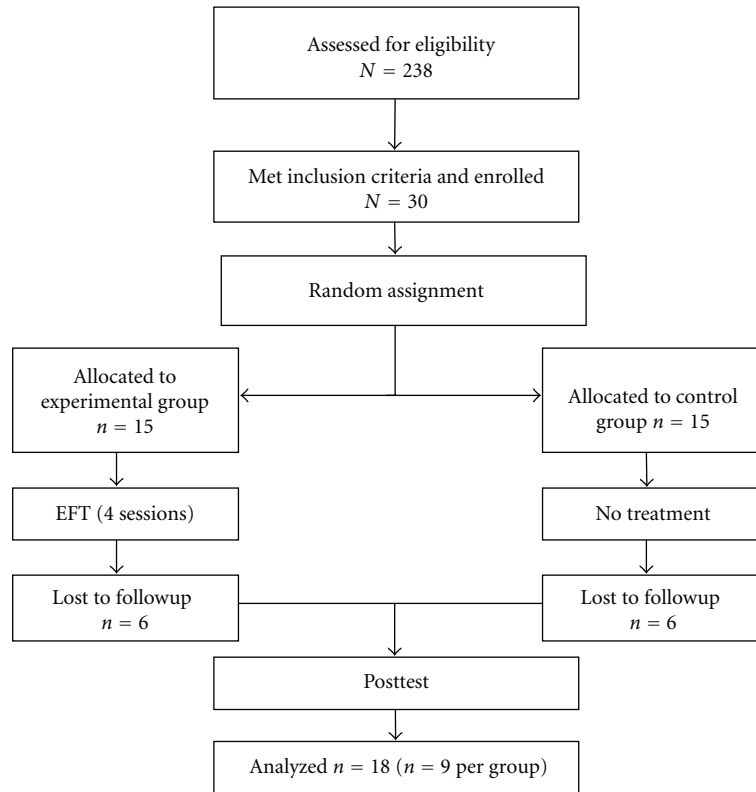 Assessed for eligibility
N = 238
Met inclusion criteria and enrolled
N = 30
Random assignment
Allocated to
experimental group
n = 15
Allocated to control
group n = 15
EFT (4 sessions)
No treatment
Lost to followup
n = 6
Lost to followup
n = 6
Posttest
Analyzed n = 18 (n = 9 per group)